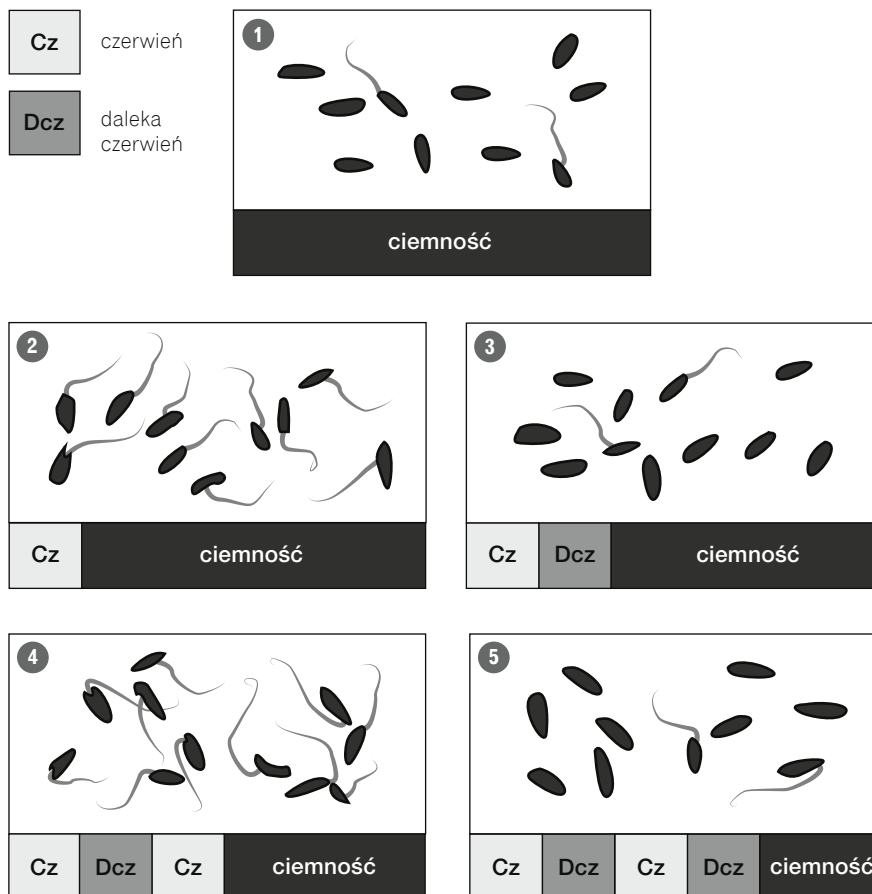 Cz
czerwień
Dcz
daleka
czerwień
1
ciemność
2
Cz
ciemność
3
Cz
Dcz
ciemność
4
Cz
Dcz
Cz
ciemność
5
Cz
Dcz
Cz
Dcz
ciemność